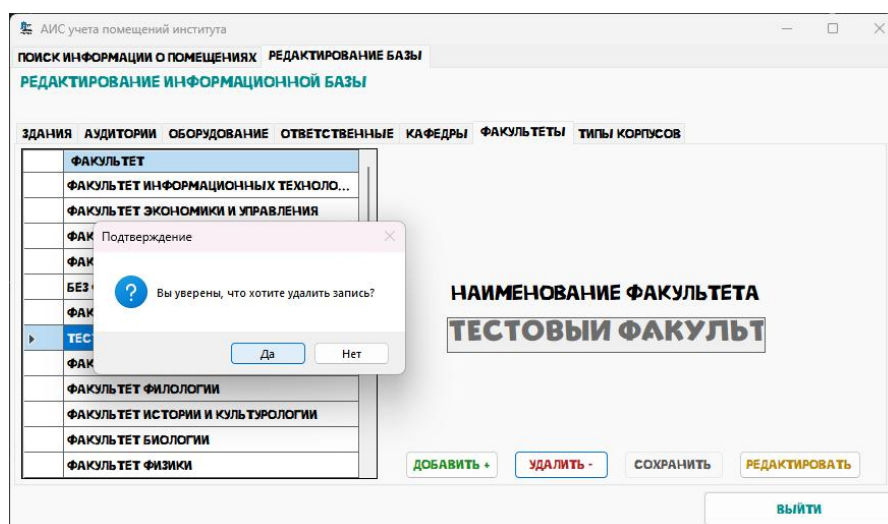 АИС учета помещений института
ПОИСК ИНФОРМАЦИИ О ПОМЕЩЕНИЯХ РЕДАКТИРОВАНИЕ БАЗЫ
РЕДАКТИРОВАНИЕ ИНФОРМАЦИОННОЙ БАЗЫ
ЗДАНИЯ АУДИТОРИИ ОБОРУДОВАНИЕ ОТВЕТСТВЕННЫЕ КАФЕДРЫ ФАКУЛЬТЕТЫ ТИПЫ КОРПУСОВ
ФАКУЛЬТЕТ
ФАКУЛЬТЕТ ИНФОРМАЦИОННЫХ ТЕХНОЛО...
ФАКУЛЬТЕТ ЭКОНОМИКИ И УПРАВЛЕНИЯ
Подтверждение
Вы уверены, что хотите удалить запись?
Да Нет
ФАКУЛЬТЕТ ФИЛОЛОГИИ
ФАКУЛЬТЕТ ИСТОРИИ И КУЛЬТУРОЛОГИИ
ФАКУЛЬТЕТ БИОЛОГИИ
ФАКУЛЬТЕТ ФИЗИКИ
НАИМЕНОВАНИЕ ФАКУЛЬТЕТА
ТЕСТОВЫЙ ФАКУЛЬТ
ДОБАВИТЬ + УДАЛИТЬ - СОХРАНИТЬ РЕДАКТИРОВАТЬ
ВЫЙТИ